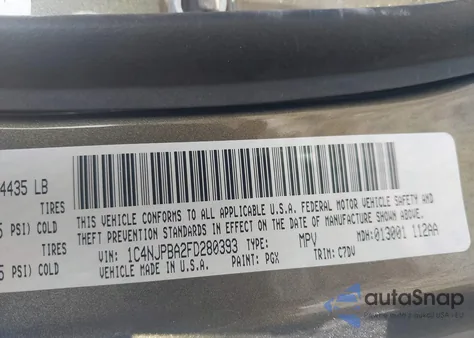 4435 LB
TIRES
PSI) COLD
TIRES
5 PSI) COLD
THIS VEHICLE CONFORMS TO ALL APPLICABLE U.S.A. FEDERAL MOTOR VEHICLE SAFETY AND
THEFT PREVENTION STANDARDS IN EFFECT ON THE DATE OF MANUFACTURE SHOWN ABOVE.
VIN: 1C4NJPBA2FD280393 TYPE: MPV MDH: 013001 112AA
VEHICLE MADE IN U.S.A. PAINT: PGX TRIM: C7DV
autoSnap